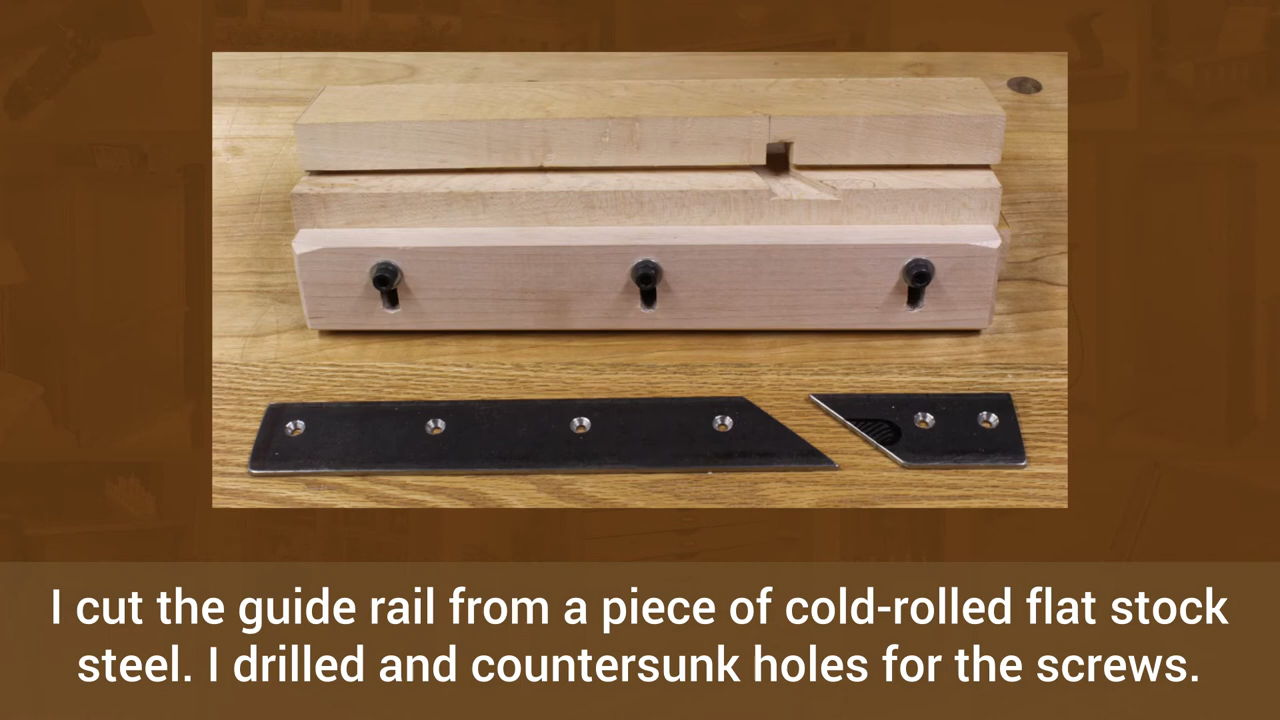 I cut the guide rail from a piece of cold-rolled flat stock
steel. I drilled and countersunk holes for the screws.